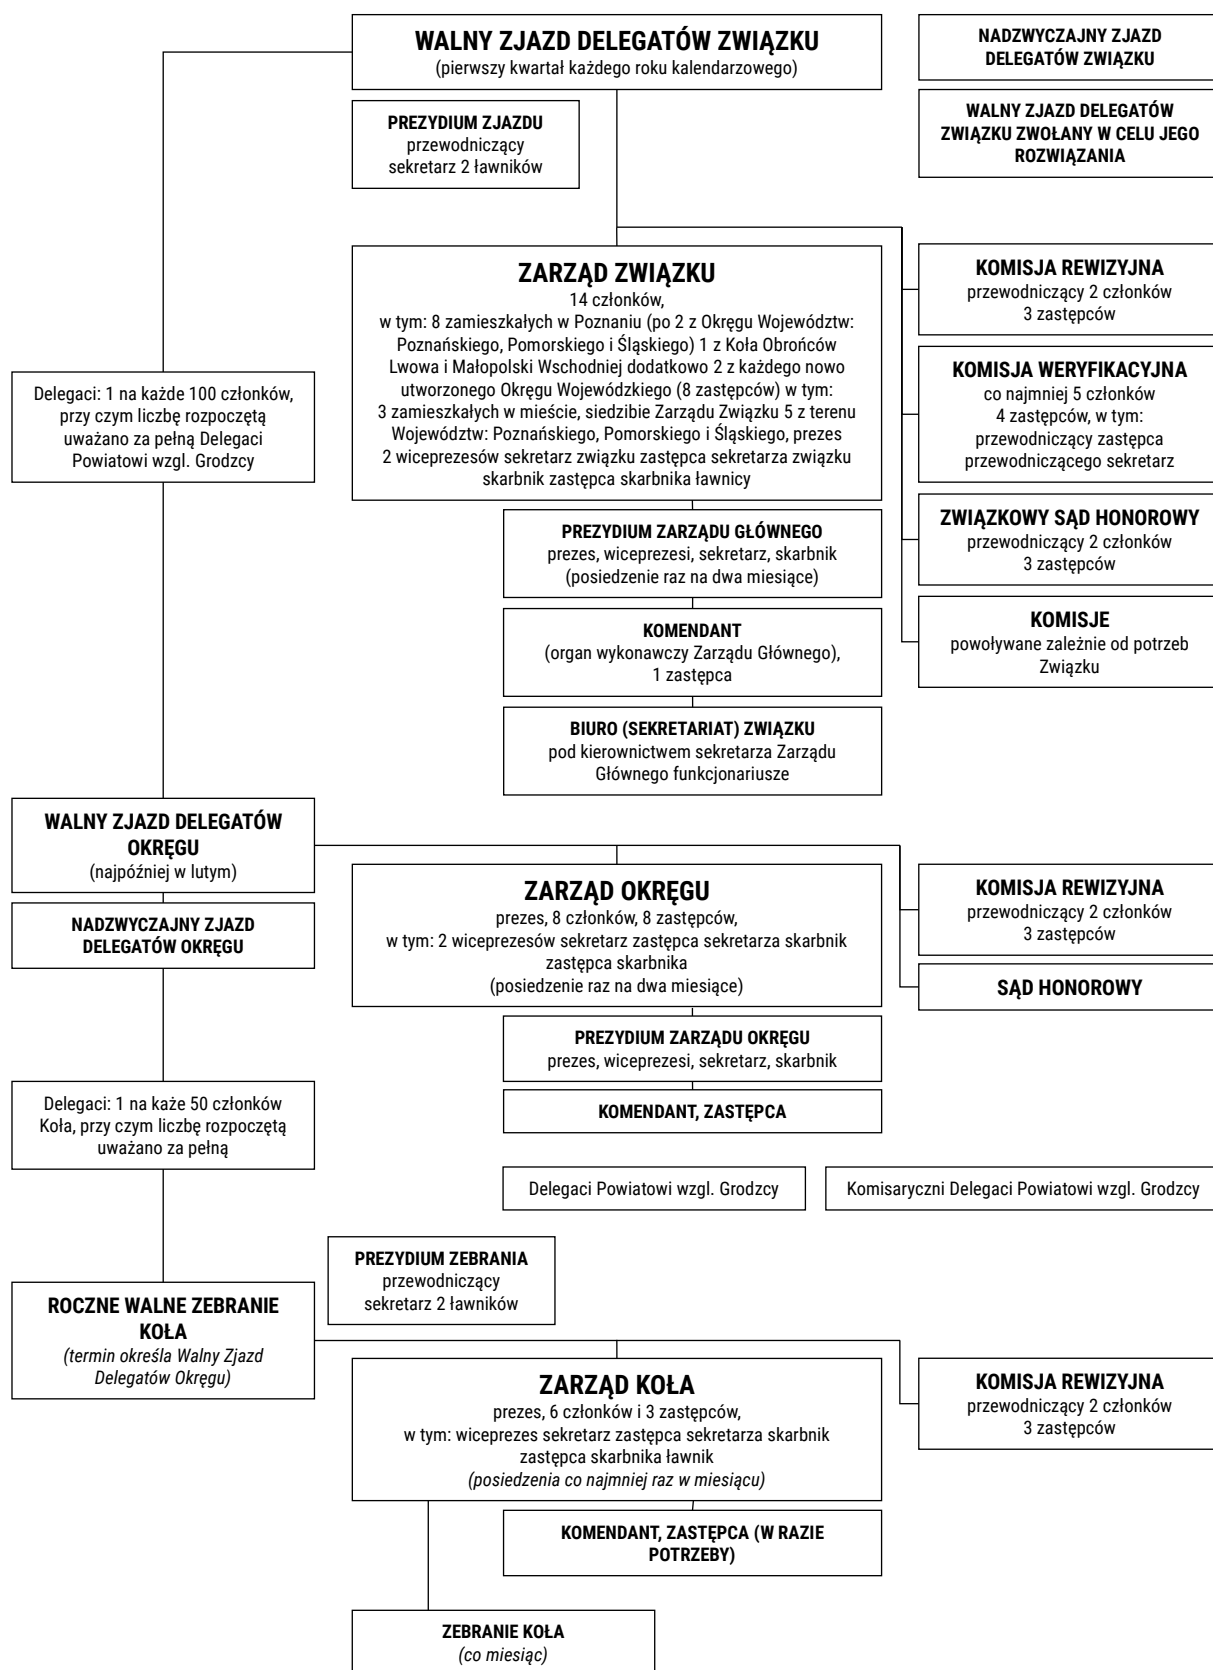 WALNY ZJAZD DELEGATÓW ZWIĄZKU
(pierwszy kwartał każdego roku kalendarzowego)
NADZWYCZAJNY ZJAZD
DELEGATÓW ZWIĄZKU
WALNY ZJAZD DELEGATÓW
ZWIĄZKU ZWOŁANY W CELU JEGO
ROZWIĄZANIA
PREZYDIUM ZJAZDU
przewodniczący
sekretarz 2 ławników
ZARZĄD ZWIĄZKU
14 członków,
w tym: 8 zamieszkałych w Poznaniu (po 2 z Okręgu Województw:
Poznańskiego, Pomorskiego i Śląskiego) 1 z Koła Obrońców
Lwowa i Małopolski Wschodniej dodatkowo 2 z każdego nowo
utworzonego Okręgu Wojewódzkiego (8 zastępców) w tym:
3 zamieszkałych w mieście, siedzibie Zarządu Związku 5 z terenu
Województw: Poznańskiego, Pomorskiego i Śląskiego, prezes
2 wiceprezesów sekretarz związku zastępca sekretarza związku
skarbnik zastępca skarbnika ławnicy
KOMISJA REWIZYJNA
przewodniczący 2 członków
3 zastępców
KOMISJA WERYFIKACYJNA
co najmniej 5 członków
4 zastępców, w tym:
przewodniczący zastępca
przewodniczącego sekretarz
ZWIĄZKOWY SĄD HONOROWY
przewodniczący 2 członków
3 zastępców
KOMISJE
powoływane zależnie od potrzeb
Związku
Delegaci: 1 na każde 100 członków,
przy czym liczbę rozpoczętą
uważano za pełną Delegaci
Powiatowi wzgl. Grodzcy
PREZYDIUM ZARZĄDU GŁÓWNEGO
prezes, wiceprezesi, sekretarz, skarbnik
(posiedzenie raz na dwa miesiące)
KOMENDANT
(organ wykonawczy Zarządu Głównego),
1 zastępca
BIURO (SEKRETARIAT) ZWIĄZKU
pod kierownictwem sekretarza Zarządu
Głównego funkcjonariusze
WALNY ZJAZD DELEGATÓW
OKRĘGU
(najpóźniej w lutym)
NADZWYCZAJNY ZJAZD
DELEGATÓW OKRĘGU
ZARZĄD OKRĘGU
prezes, 8 członków, 8 zastępców,
w tym: 2 wiceprezesów sekretarz zastępca sekretarza skarbnik
zastępca skarbnika
(posiedzenie raz na dwa miesiące)
KOMISJA REWIZYJNA
przewodniczący 2 członków
3 zastępców
SĄD HONOROWY
PREZYDIUM ZARZĄDU OKRĘGU
prezes, wiceprezesi, sekretarz, skarbnik
KOMENDANT, ZASTĘPCA
Delegaci: 1 na każe 50 członków
Koła, przy czym liczbę rozpoczętą
uważano za pełną
Delegaci Powiatowi wzgl. Grodzcy
Komisaryczni Delegaci Powiatowi wzgl. Grodzcy
PREZYDIUM ZEBRANIA
przewodniczący
sekretarz 2 ławników
ROCZNE WALNE ZEBRANIE
KOŁA
(termin określa Walny Zjazd
Delegatów Okręgu)
ZARZĄD KOŁA
prezes, 6 członków i 3 zastępców,
w tym: wiceprezes sekretarz zastępca sekretarza skarbnik
zastępca skarbnika ławnik
(posiedzenia co najmniej raz w miesiącu)
KOMISJA REWIZYJNA
przewodniczący 2 członków
3 zastępców
KOMENDANT, ZASTĘPCA (W RAZIE
POTRZEBY)
ZEBRANIE KOŁA
(co miesiąc)